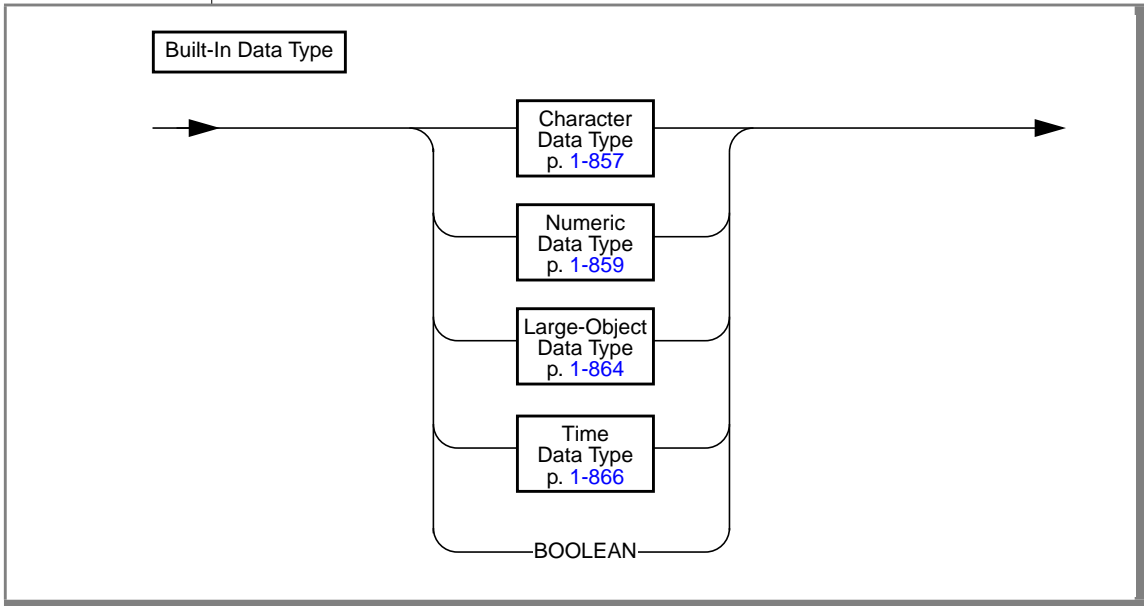 Built-In Data Type
Character
Data Type
p. 1-857
Numeric
Data Type
p. 1-859
Large-Object
Data Type
p. 1-864
Time
Data Type
p. 1-866
BOOLEAN